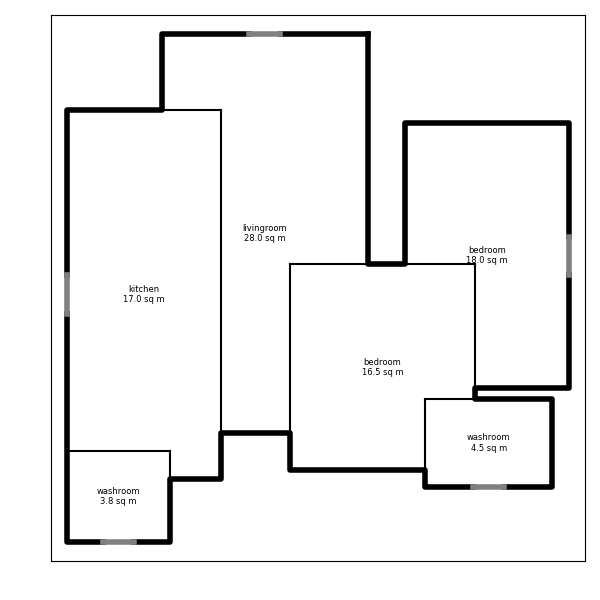 livingroom
28.0 sq m
bedroom
18.0 sq m
kitchen
17.0 sq m
bedroom
16.5 sq m
washroom
4.5 sq m
washroom
3.8 sq m